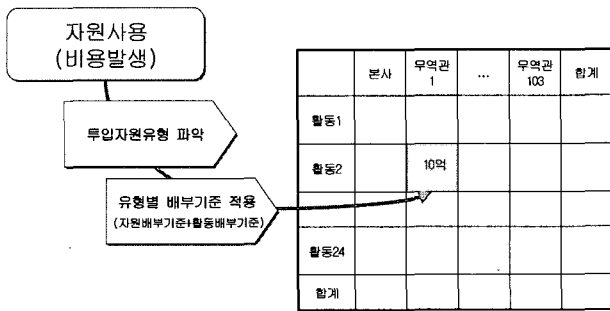 자원사용
(비용발생)
투입자원유형 파악
유형별 배부기준 적용
(자원배부기준+활동배부기준)
본사 무역관 1 ... 무역관 103 합계
활동1
활동2 10억
활동24
합계